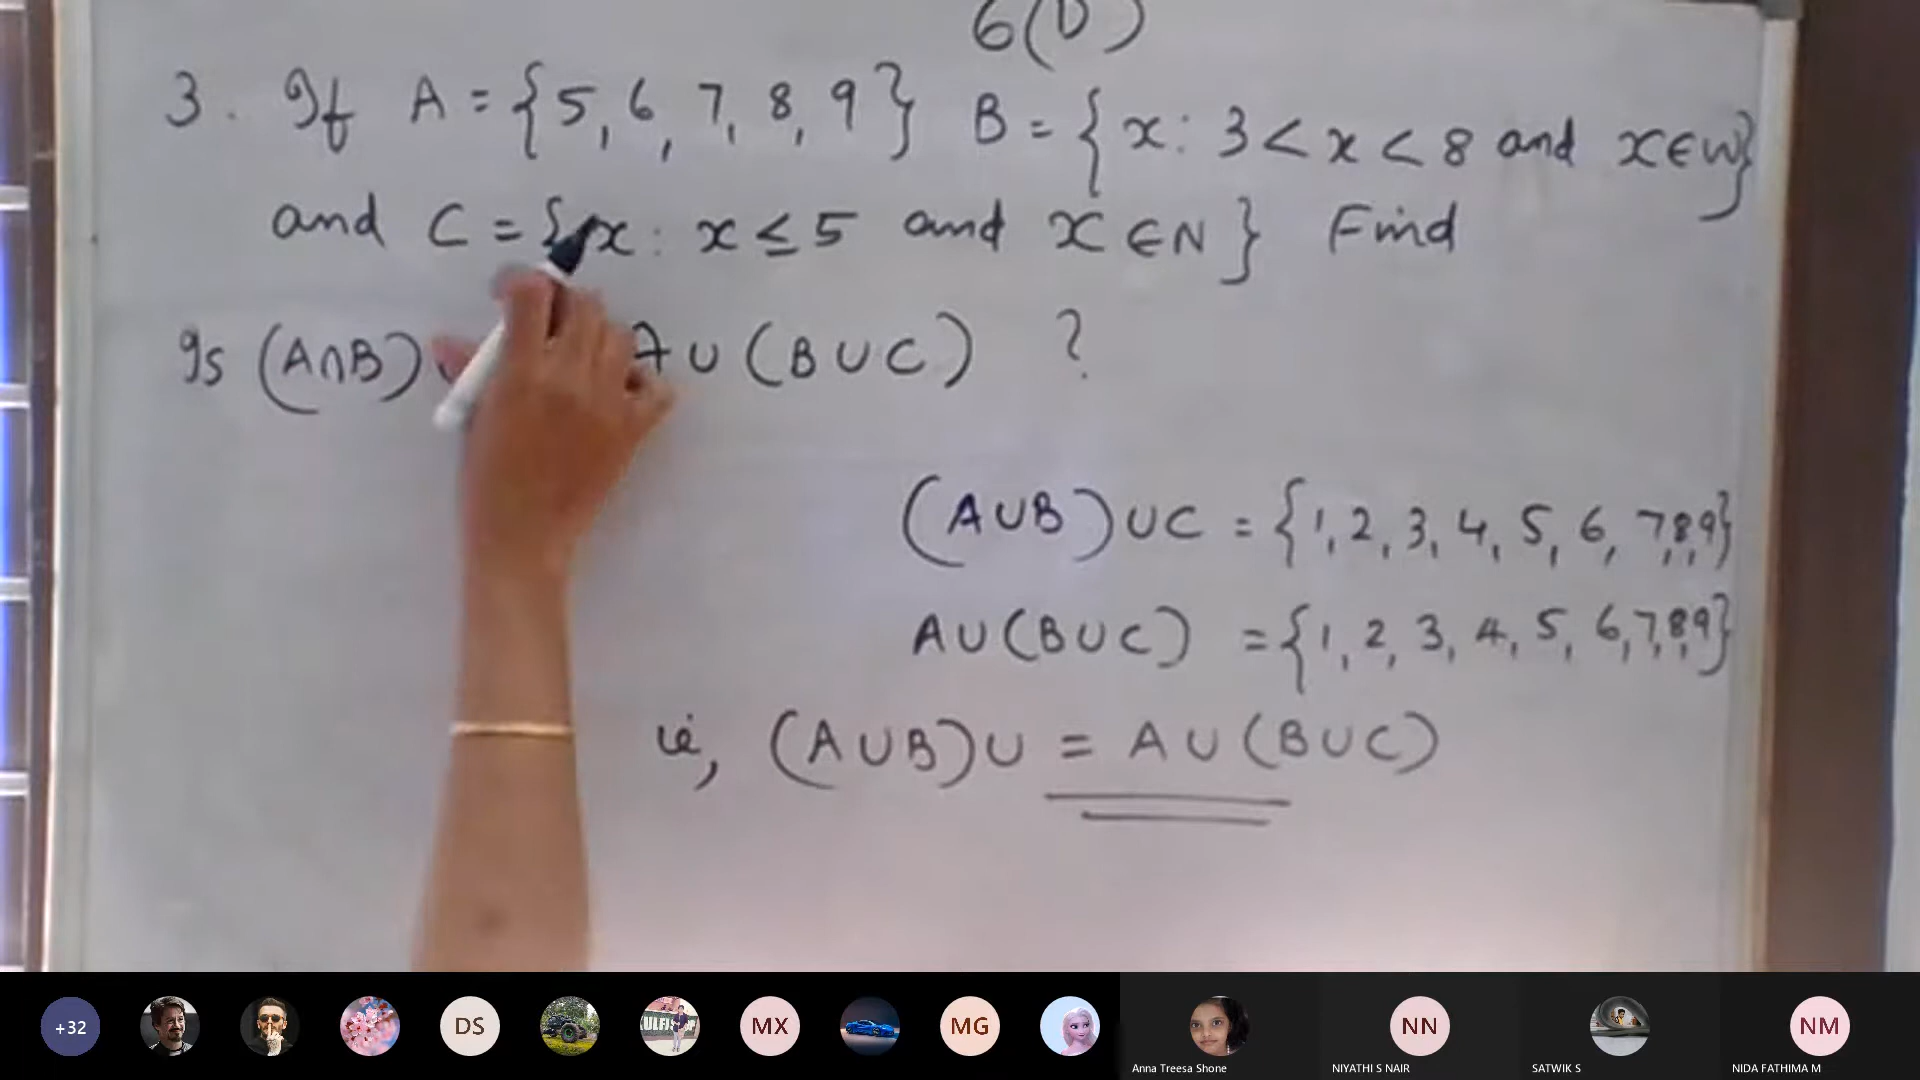 6(D)
3. If A = {5, 6, 7, 8, 9} B = {x: 3 < x < 8 and x ∈ W}
and C = {x: x ≤ 5 and x ∈ N} Find
Is (A∩B) A ∪ (B ∪ C) ?
(A∪B)∪C = {1, 2, 3, 4, 5, 6, 7, 8, 9}
A∪(B∪C) = {1, 2, 3, 4, 5, 6, 7, 8, 9}
ie, (A∪B)∪ = A ∪ (B∪C)
+32 DS KULFI MX MG NN NM
Anna Treesa Shone NIYATHI S NAIR SATWIK S NIDA FATHIMA M